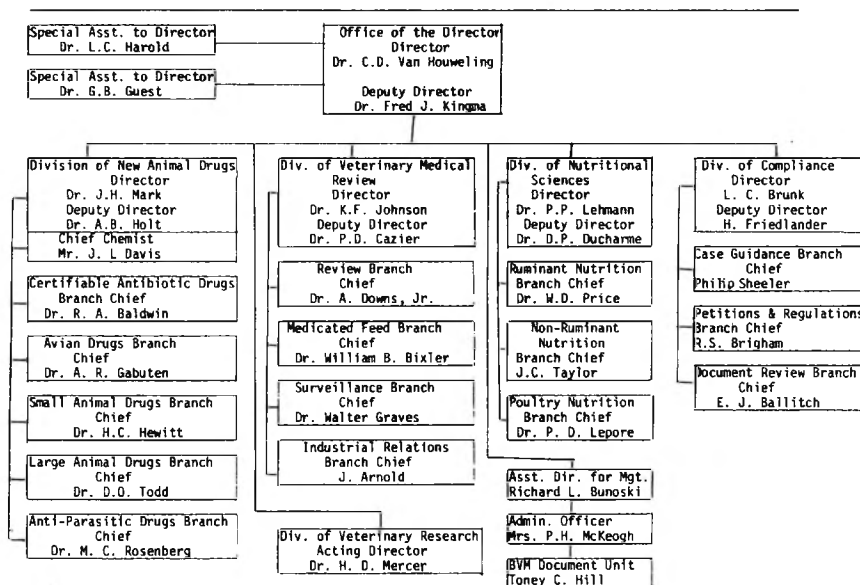 Special Asst. to Director
Dr. L.C. Harold
Special Asst. to Director
Dr. G.B. Guest
Office of the Director
Director
Dr. C.D. Van Houweling
Deputy Director
Dr. Fred J. Kingma
Division of New Animal Drugs
Director
Dr. J.H. Mark
Deputy Director
Dr. A.B. Holt
Chief Chemist
Mr. J. L Davis
Certifiable Antibiotic Drugs
Branch Chief
Dr. R. A. Baldwin
Avian Drugs Branch
Chief
Dr. A. R. Gabuten
Small Animal Drugs Branch
Chief
Dr. H.C. Hewitt
Large Animal Drugs Branch
Chief
Dr. D.O. Todd
Anti-Parasitic Drugs Branch
Chief
Dr. M. C. Rosenberg
Div. of Veterinary Medical
Review
Director
Dr. K.F. Johnson
Deputy Director
Dr. P.D. Cazier
Review Branch
Chief
Dr. A. Downs, Jr.
Medicated Feed Branch
Chief
Dr. William B. Bixler
Surveillance Branch
Chief
Dr. Walter Graves
Industrial Relations
Branch Chief
J. Arnold
Div. of Veterinary Research
Acting Director
Dr. H. D. Mercer
Div. of Nutritional
Sciences
Director
Dr. P.P. Lehmann
Deputy Director
Dr. D.P. Ducharme
Ruminant Nutrition
Branch Chief
Dr. W.D. Price
Non-Ruminant
Nutrition
Branch Chief
J.C. Taylor
Poultry Nutrition
Branch Chief
Dr. P. D. Lepore
Asst. Dir. for Mgt.
Richard L. Bunoski
Admin. Officer
Mrs. P.H. McKeogh
BVM Document Unit
Toney C. Hill
Div. of Compliance
Director
L. C. Brunk
Deputy Director
H. Friedlander
Case Guidance Branch
Chief
Philip Sheeler
Petitions & Regulations
Branch Chief
R.S. Brigham
Document Review Branch
Chief
E. J. Ballitch